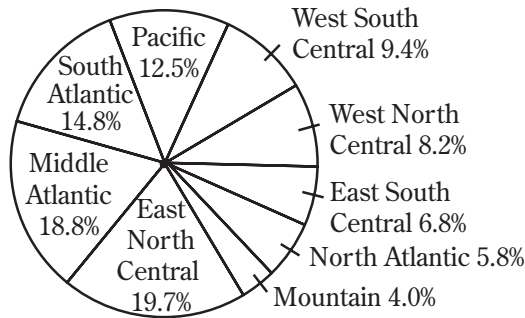 Pacific
12.5%
West South
Central 9.4%
West North
Central 8.2%
East South
Central 6.8%
North Atlantic 5.8%
Mountain 4.0%
East
North
Central
19.7%
Middle
Atlantic
18.8%
South
Atlantic
14.8%